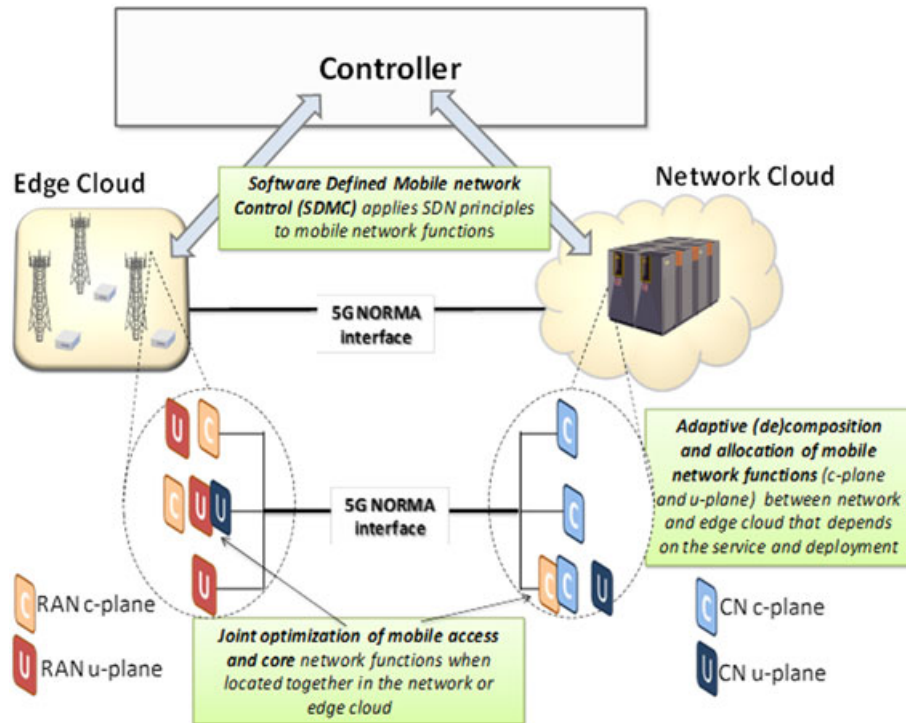 Controller
Edge Cloud
Network Cloud
Software Defined Mobile network
Control (SDMC) applies SDN principles
to mobile network functions
5G NORMA
interface
U C
C
C U U
C
U
C C U
5G NORMA
interface
Adaptive (de)composition
and allocation of mobile
network functions (c-plane
and u-plane) between network
and edge cloud that depends
on the service and deployment
C RAN c-plane
U RAN u-plane
Joint optimization of mobile access
and core network functions when
located together in the network or
edge cloud
C CN c-plane
U CN u-plane